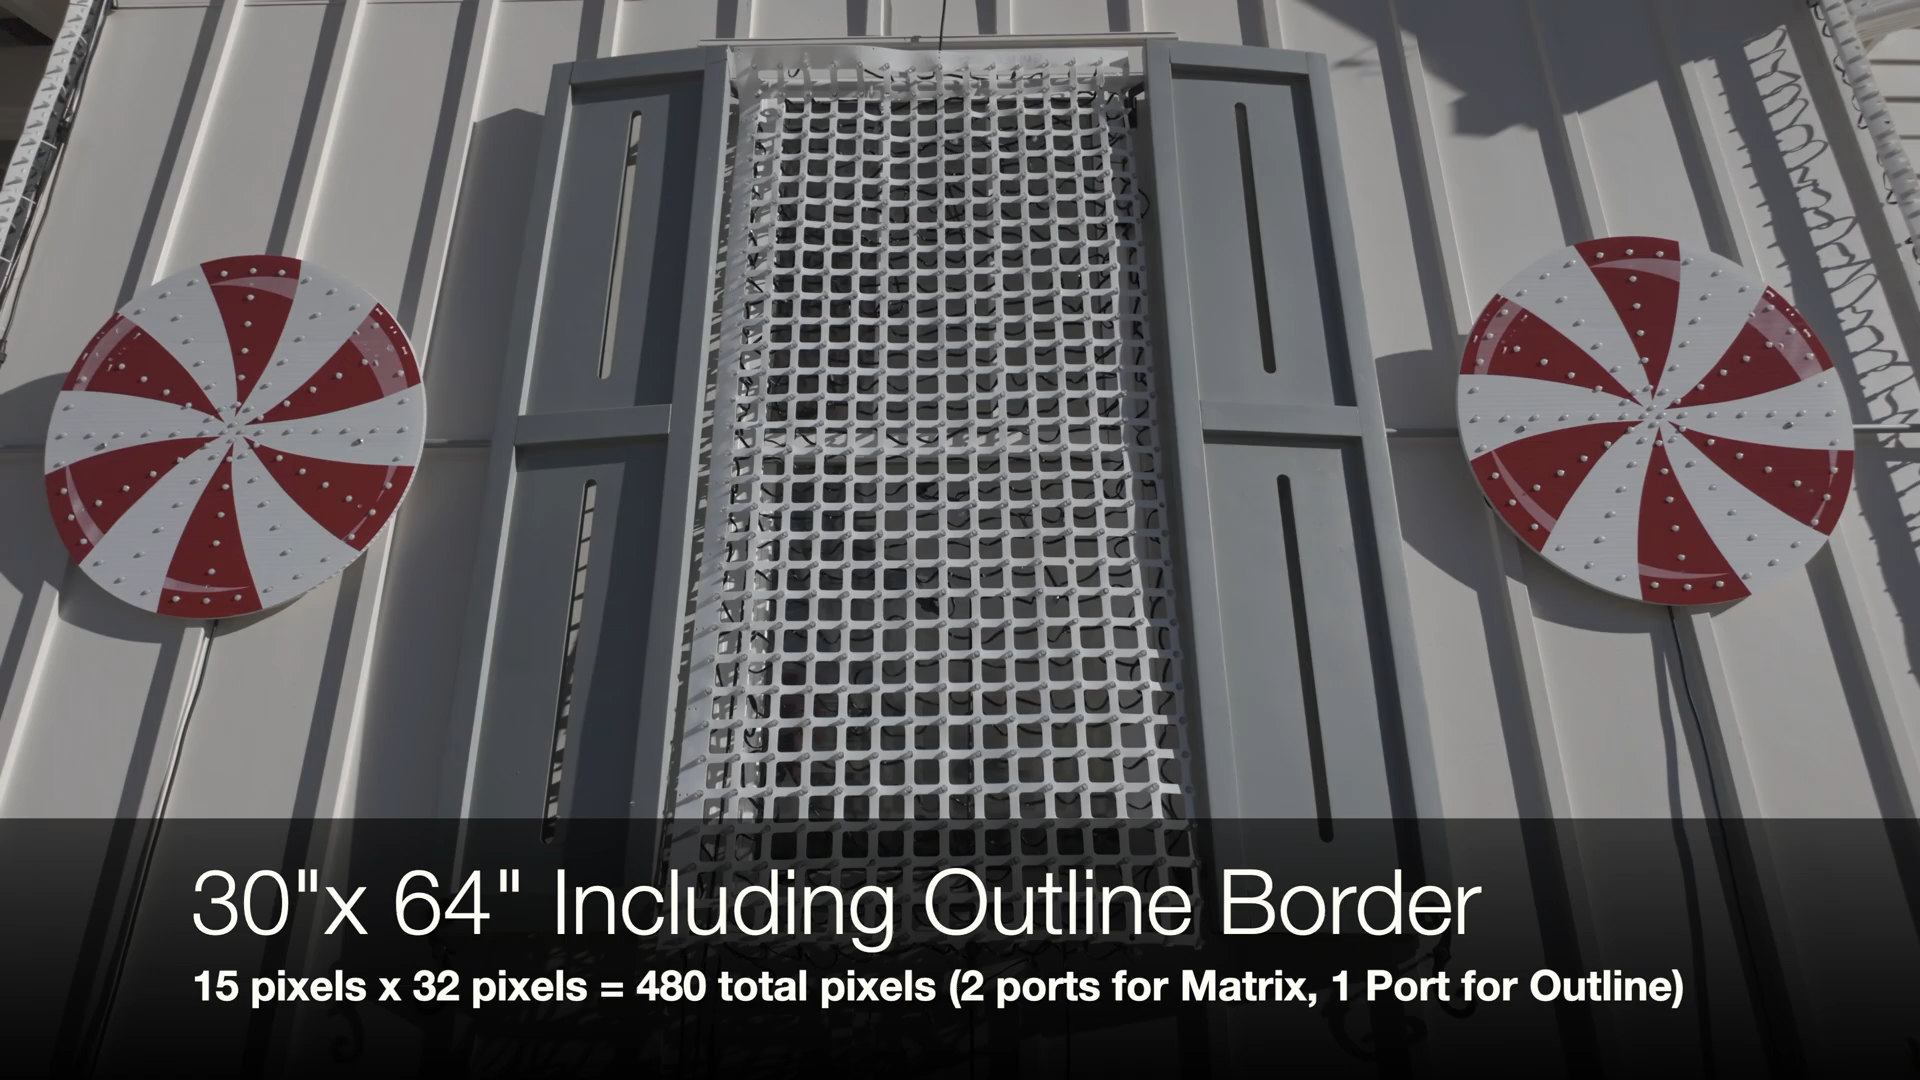 30"x 64" Including Outline Border
15 pixels x 32 pixels = 480 total pixels (2 ports for Matrix, 1 Port for Outline)